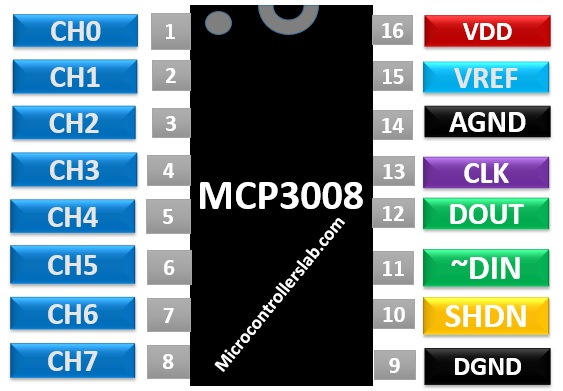 CH0 1 16 VDD
CH1 2 15 VREF
CH2 3 14 AGND
CH3 4 13 CLK
MCP3008
CH4 5 12 DOUT
CH5 6 11 ~DIN
CH6 7 10 SHDN
CH7 8 9 DGND
Microcontrollerslab.com